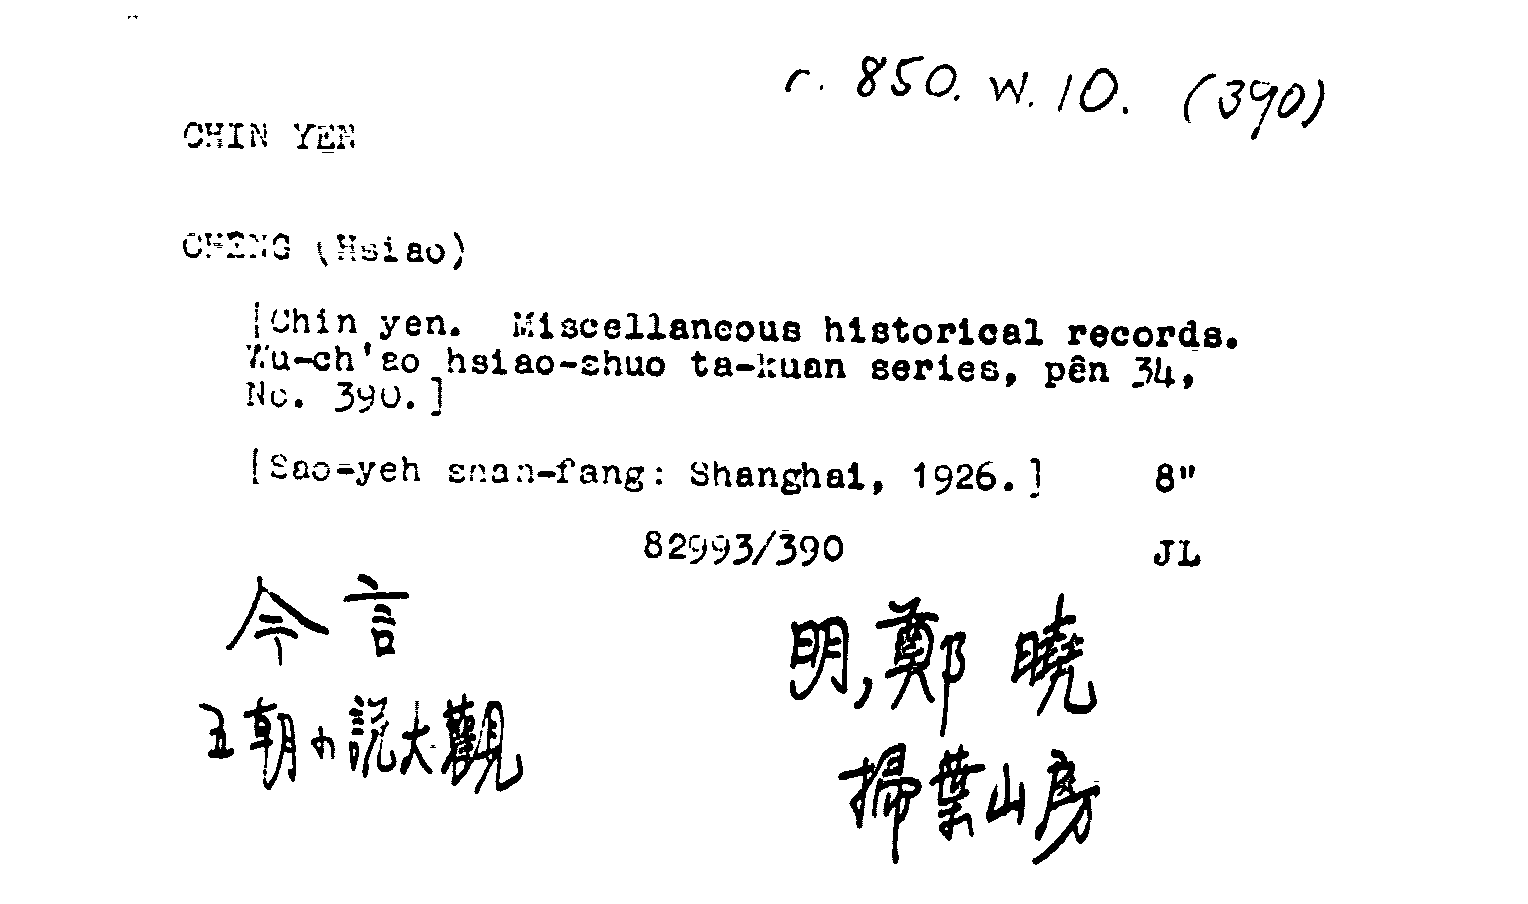 r. 850. w. 10. (390)
CHIN YEN
CHENG (Hsiao)
[Chin yen. Miscellaneous historical records.
Wu-ch'ao hsiao-shuo ta-kuan series, pên 34,
No. 390.]
[Sao-yeh shan-fang: Shanghai, 1926.] 8"
82993/390 JL
今言
明,鄭曉
五朝小説大觀
掃葉山房